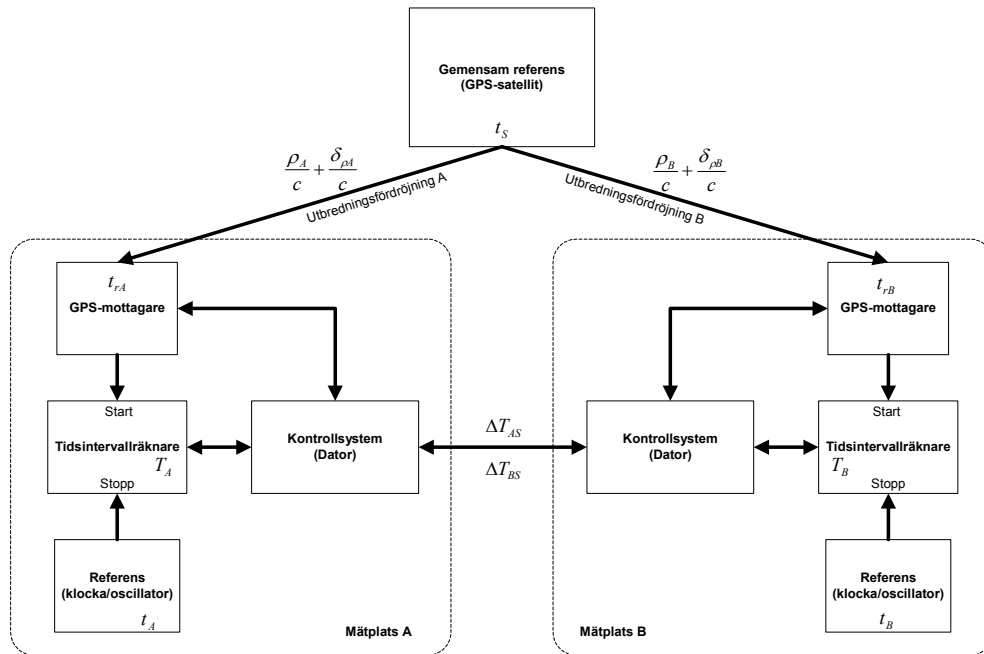 Gemensam referens
(GPS-satellit)
t_S
ρ_A/c + δ_ρA/c
Utbredningsfördröjning A
ρ_B/c + δ_ρB/c
Utbredningsfördröjning B
t_rA
GPS-mottagare
Start
Tidsintervallräknare
T_A
Stopp
Referens
(klocka/oscillator)
t_A
Kontrollsystem
(Dator)
Mätplats A
ΔT_AS
ΔT_BS
t_rB
GPS-mottagare
Kontrollsystem
(Dator)
Start
Tidsintervallräknare
T_B
Stopp
Referens
(klocka/oscillator)
t_B
Mätplats B